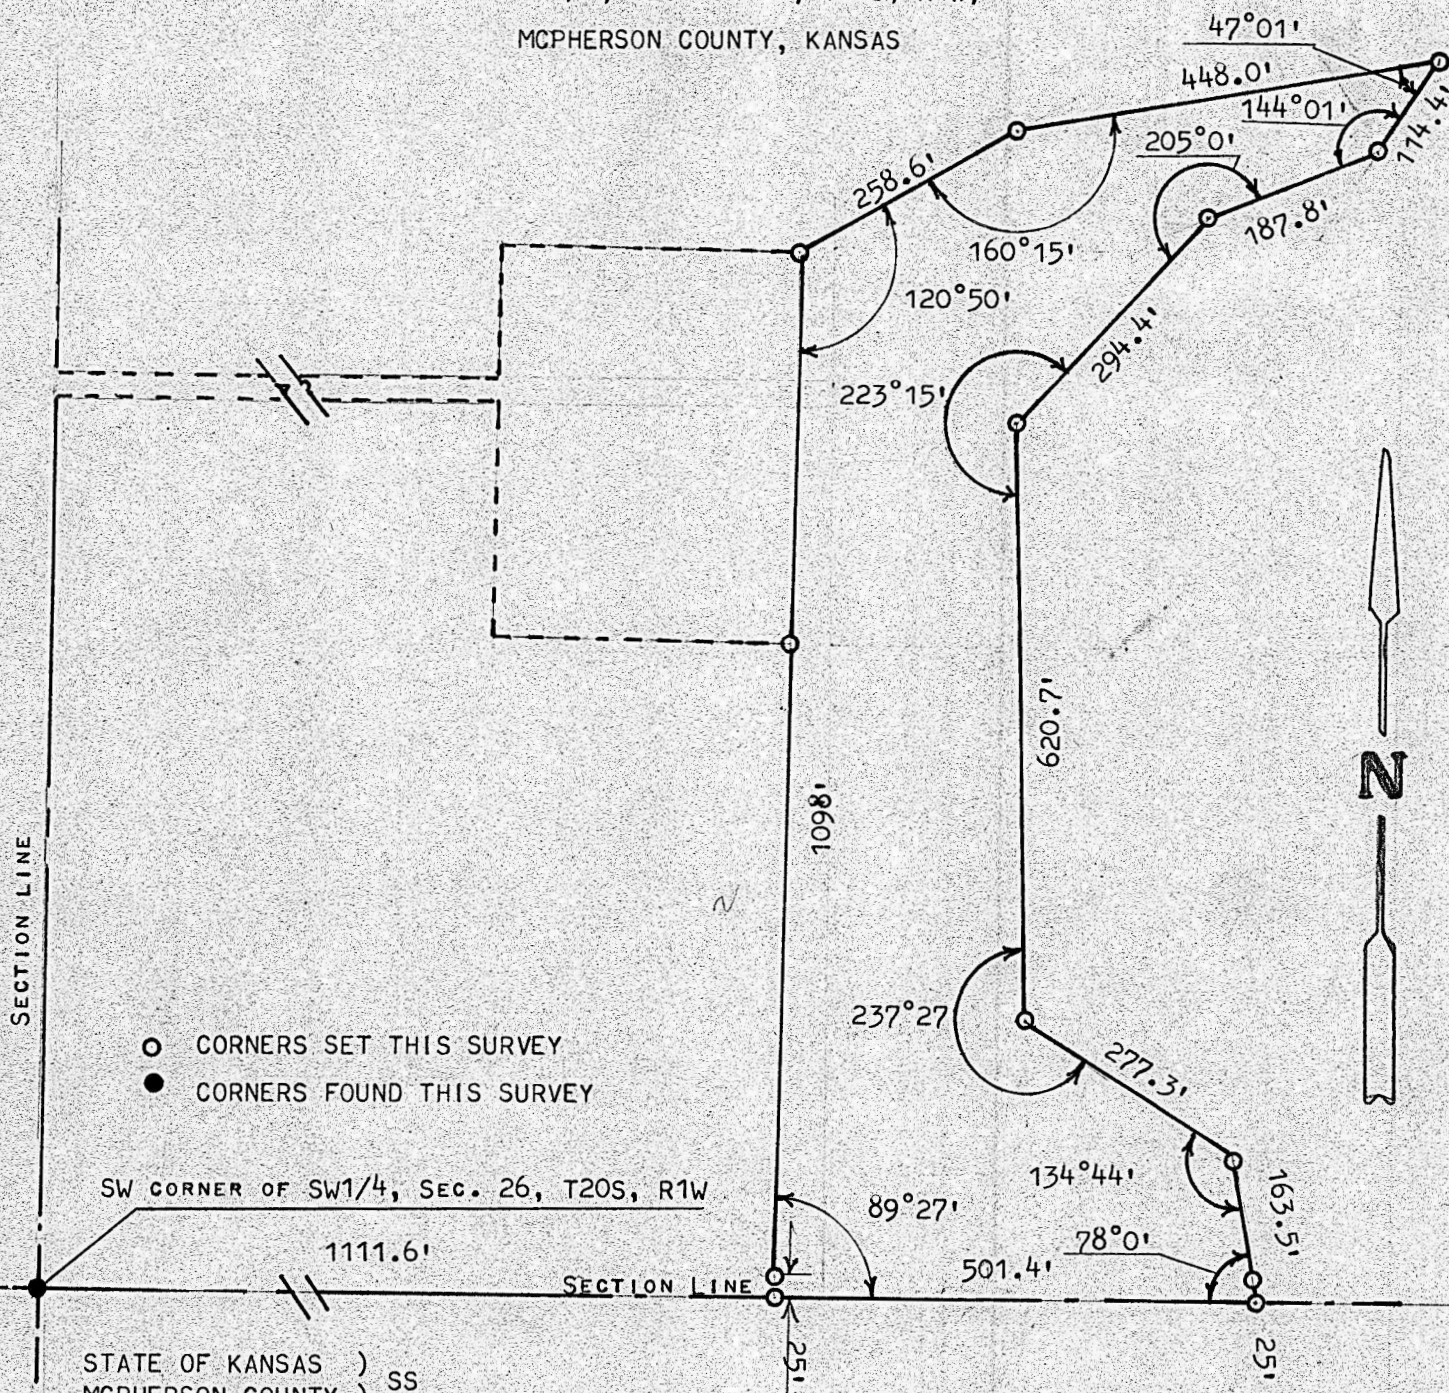 MCPHERSON COUNTY, KANSAS
47°01'
448.0'
144°01'
114.4'
205°0'
258.6'
187.8'
160°15'
120°50'
294.4'
223°15'
620.7'
N
1098'
SECTION LINE
237°27
277.3'
CORNERS SET THIS SURVEY
CORNERS FOUND THIS SURVEY
134°44'
163.5'
SW CORNER OF SW1/4, SEC. 26, T20S, R1W
89°27'
78°0'
1111.6'
SECTION LINE
501.4'
25'
25'
STATE OF KANSAS )
MCPHERSON COUNTY ) SS